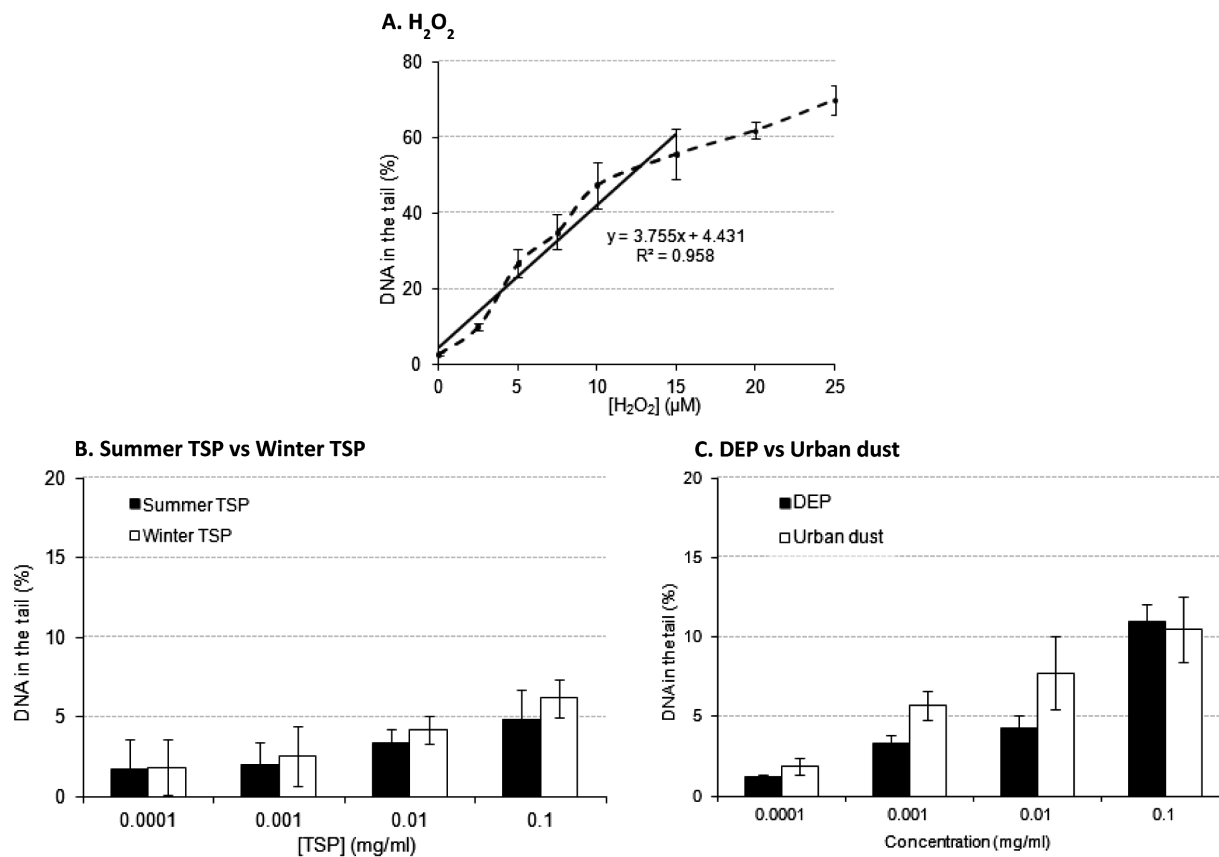 A. H₂O₂
80
60
40
20
0
DNA in the tail (%)
y = 3.755x + 4.431
R² = 0.958
0 5 10 15 20 25
[H₂O₂] (µM)
B. Summer TSP vs Winter TSP
20
15
10
5
0
DNA in the tail (%)
Summer TSP
Winter TSP
0.0001 0.001 0.01 0.1
[TSP] (mg/ml)
C. DEP vs Urban dust
20
15
10
5
0
DNA in the tail (%)
DEP
Urban dust
0.0001 0.001 0.01 0.1
Concentration (mg/ml)